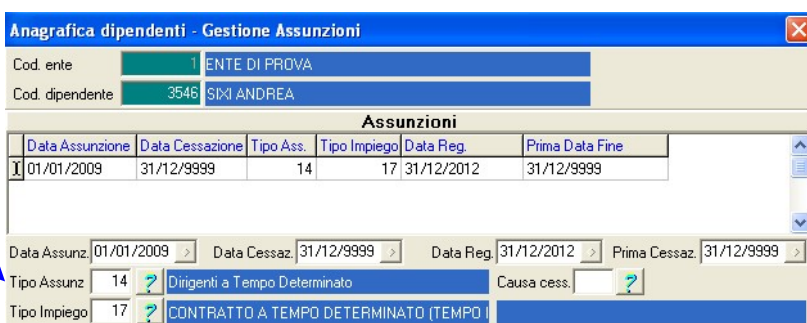 Anagrafica dipendenti - Gestione Assunzioni
Cod. ente 1 ENTE DI PROVA
Cod. dipendente 3546 SIXI ANDREA
Assunzioni
Data Assunzione Data Cessazione Tipo Ass. Tipo Impiego Data Reg. Prima Data Fine
01/01/2009 31/12/9999 14 17 31/12/2012 31/12/9999
Data Assunz. 01/01/2009 Data Cessaz. 31/12/9999 Data Reg. 31/12/2012 Prima Cessaz. 31/12/9999
Tipo Assunz 14 ? Dirigenti a Tempo Determinato Causa cess. ?
Tipo Impiego 17 ? CONTRATTO A TEMPO DETERMINATO (TEMPO I